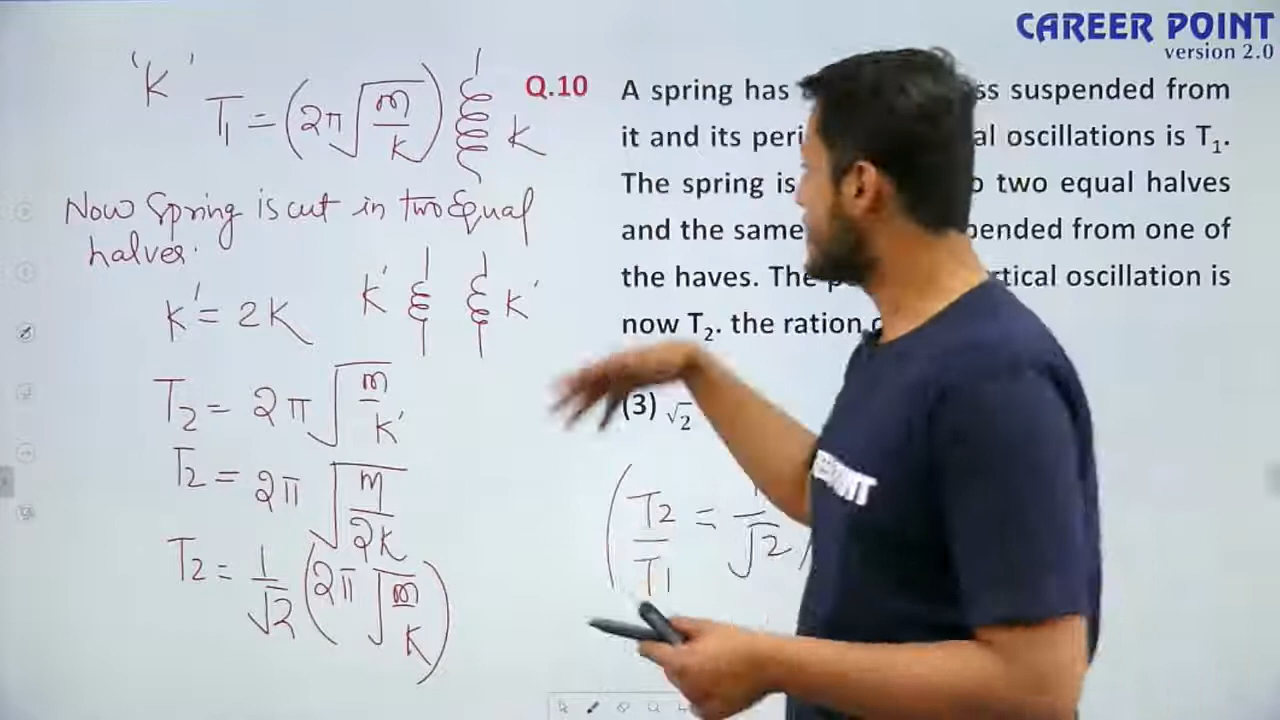 CAREER POINT
version 2.0
'K'
T1 = (2π√m/k) K
Now Spring is cut in two Equal
halves.
K' = 2K K' K'
T2 = 2π √m/k'
T2 = 2π √m/2k
T2 = 1/√2 (2π √m/k)
Q.10 A spring has ss suspended from
it and its peri al oscillations is T1.
The spring is two equal halves
and the same pended from one of
the haves. The rtical oscillation is
now T2. the ration
(3) √2
(T2/T1 = 1/√2)
POINT